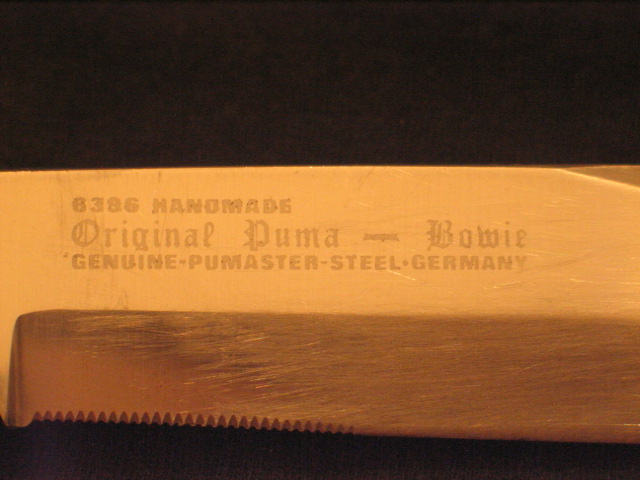 6386 HANDMADE
Original Puma - Bowie
GENUINE-PUMASTER-STEEL·GERMANY